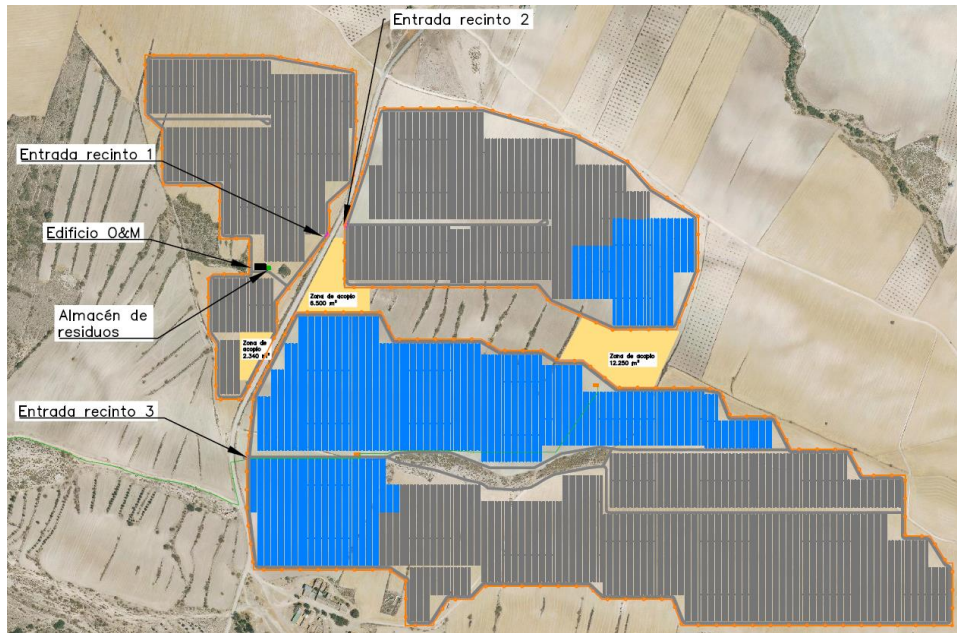 Entrada recinto 2
Entrada recinto 1
Edificio O&M
Almacén de
residuos
Zona de acopio
6.500 m²
Zona de
acopio
2.340 m²
Zona de acopio
12.250 m²
Entrada recinto 3